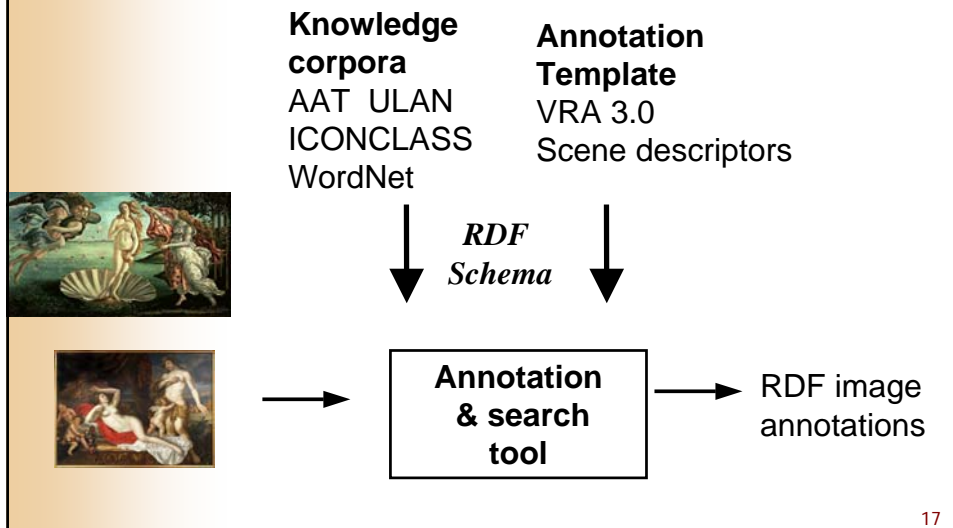 Knowledge
corpora
AAT ULAN
ICONCLASS
WordNet
Annotation
Template
VRA 3.0
Scene descriptors
RDF
Schema
Annotation
& search
tool
RDF image
annotations
17